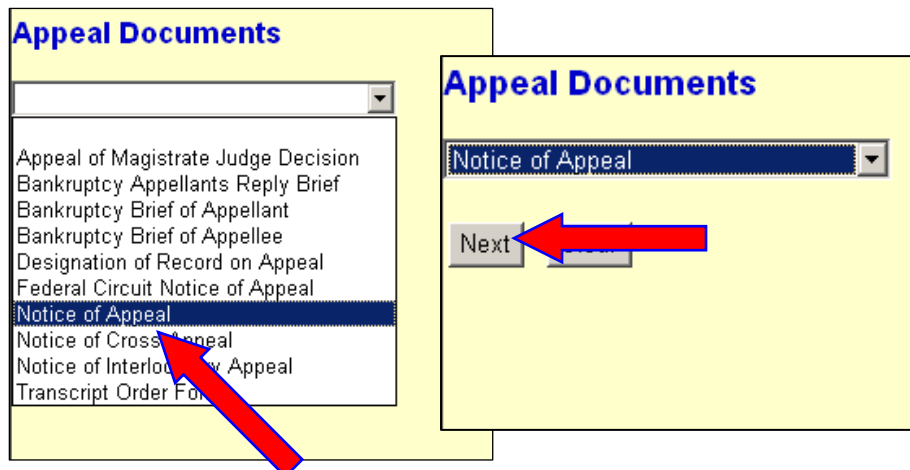 Appeal Documents
Appeal of Magistrate Judge Decision
Bankruptcy Appellants Reply Brief
Bankruptcy Brief of Appellant
Bankruptcy Brief of Appellee
Designation of Record on Appeal
Federal Circuit Notice of Appeal
Notice of Appeal
Notice of Cross Appeal
Notice of Appeal
Transcript Order
Appeal Documents
Notice of Appeal
Next